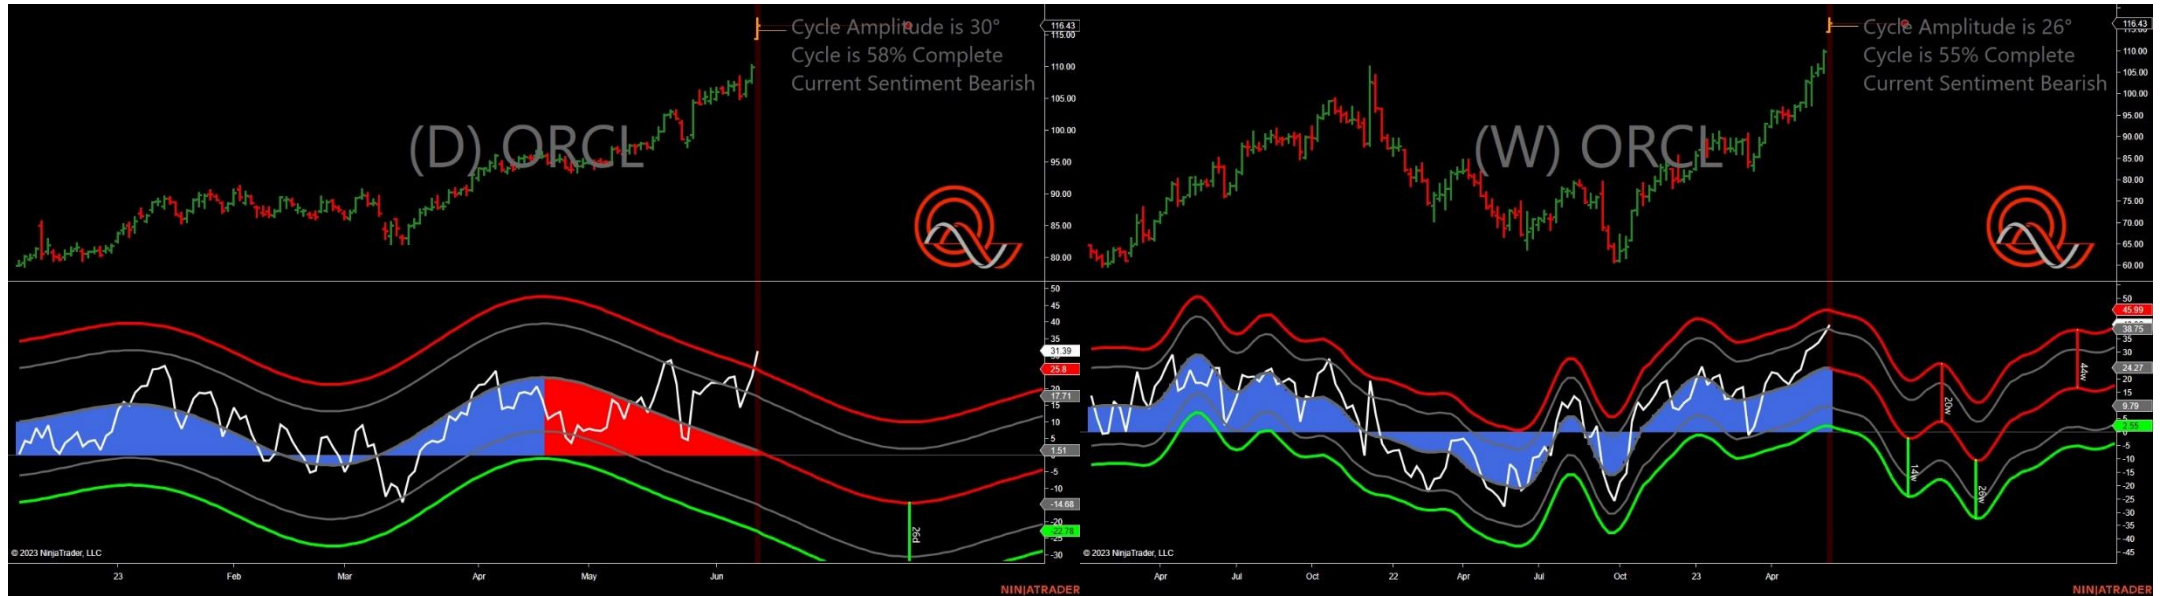 Cycle Amplitude is 30°
Cycle is 58% Complete
Current Sentiment Bearish
(D) ORCL
116.43
115.00
110.00
105.00
100.00
95.00
90.00
85.00
80.00
50
45
40
35
31.39
25.8
20
17.71
10
5
1.51
-5
-10
-14.68
-20
-22.78
-25
-30
26d
© 2023 NinjaTrader, LLC
23
Feb
Mar
Apr
May
Jun
NINJATRADER
Cycle Amplitude is 26°
Cycle is 55% Complete
Current Sentiment Bearish
(W) ORCL
116.43
115.00
110.00
105.00
100.00
95.00
90.00
85.00
80.00
75.00
70.00
65.00
60.00
50
45.99
38.75
35
30
24.27
20
15
9.79
2.55
-5
-10
-15
-20
-25
-30
-35
-40
-45
14w
20w
26w
44w
© 2023 NinjaTrader, LLC
Apr
Jul
Oct
22
Apr
Jul
Oct
23
Apr
NINJATRADER